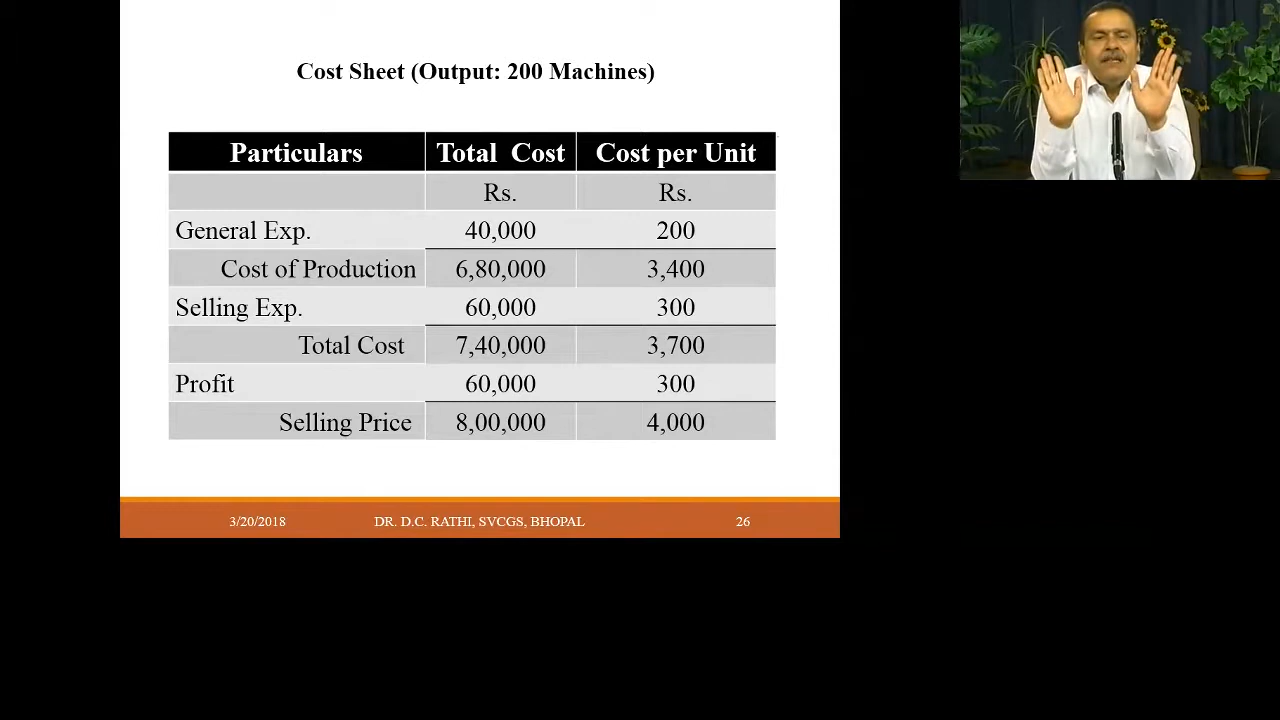 Cost Sheet (Output: 200 Machines)
Particulars Total Cost Cost per Unit
Rs. Rs.
General Exp. 40,000 200
Cost of Production 6,80,000 3,400
Selling Exp. 60,000 300
Total Cost 7,40,000 3,700
Profit 60,000 300
Selling Price 8,00,000 4,000
3/20/2018 DR. D.C. RATHI, SVCGS, BHOPAL 26